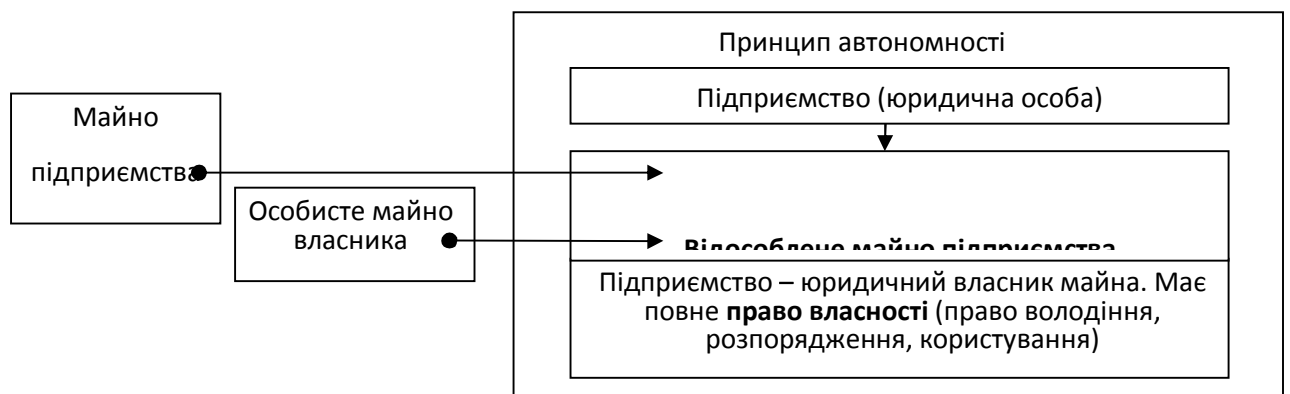 Принцип автономності
Підприємство (юридична особа)
Майно
підприємства
Особисте майно
власника
Відособлене майно підприємства
Підприємство – юридичний власник майна. Має
повне право власності (право володіння,
розпорядження, користування)